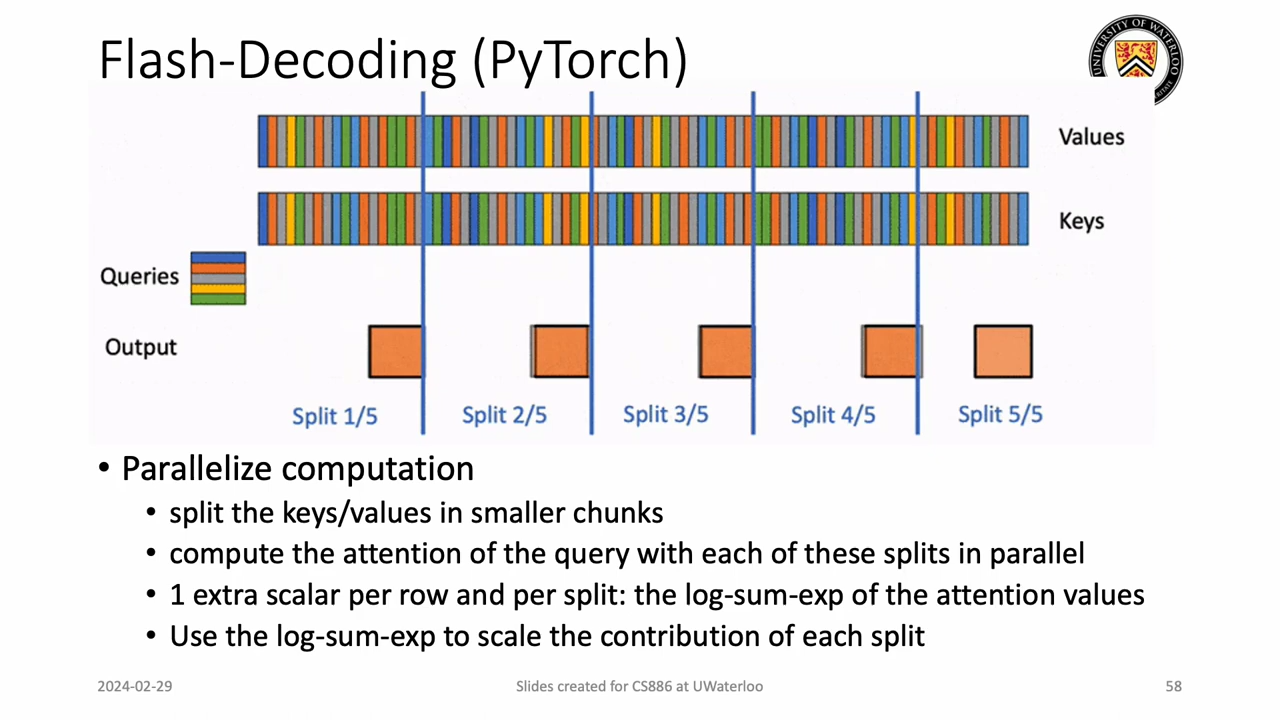 Flash-Decoding (PyTorch)
UNIVERSITY OF WATERLOO
Values
Keys
Queries
Output
Split 1/5
Split 2/5
Split 3/5
Split 4/5
Split 5/5
• Parallelize computation
• split the keys/values in smaller chunks
• compute the attention of the query with each of these splits in parallel
• 1 extra scalar per row and per split: the log-sum-exp of the attention values
• Use the log-sum-exp to scale the contribution of each split
2024-02-29
Slides created for CS886 at UWaterloo
58